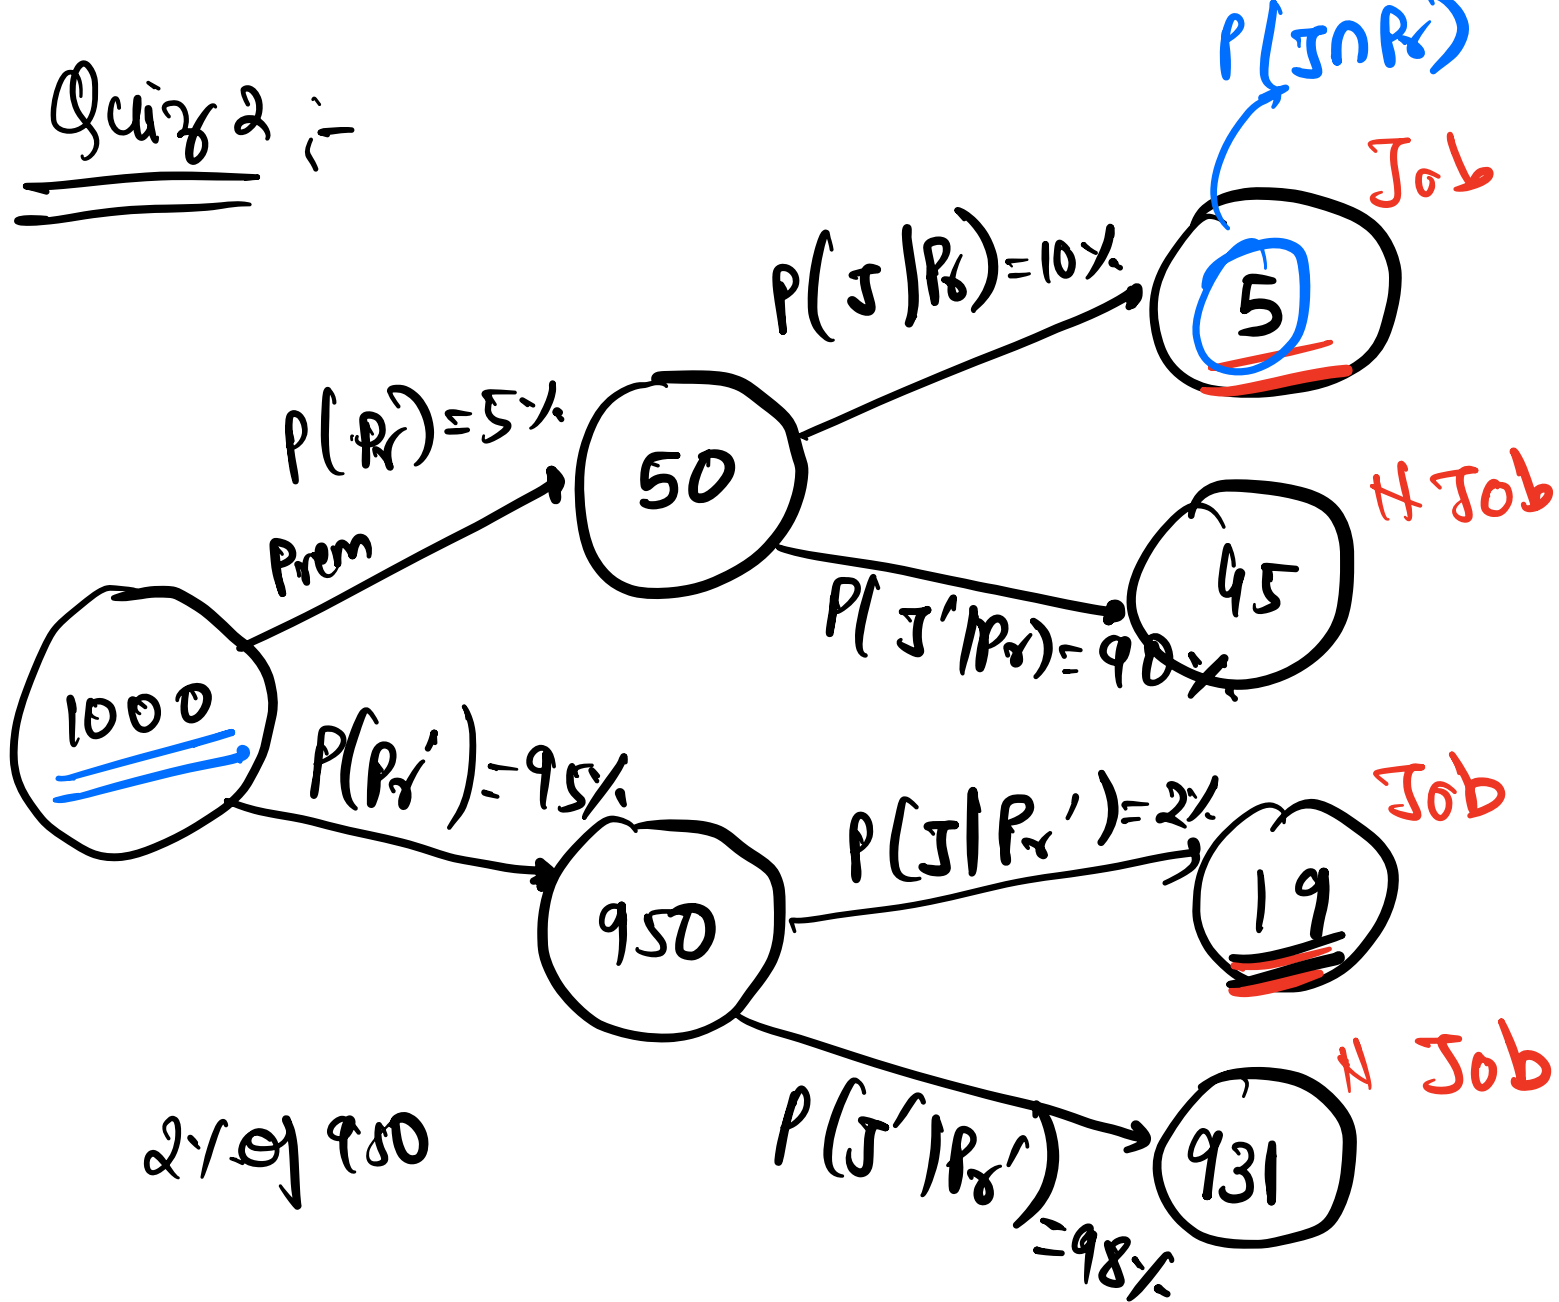 P(J∩Pr)
Quiz 2 :-
Job
P(J|Pr)=10%
5
P(Pr)=5%
50
N Job
Prem
45
P(J'|Pr)=90%
1000
P(Pr')=95%
Job
P(J|Pr')=2%
19
950
N Job
P(J'|Pr')=98%
2% of 950
931